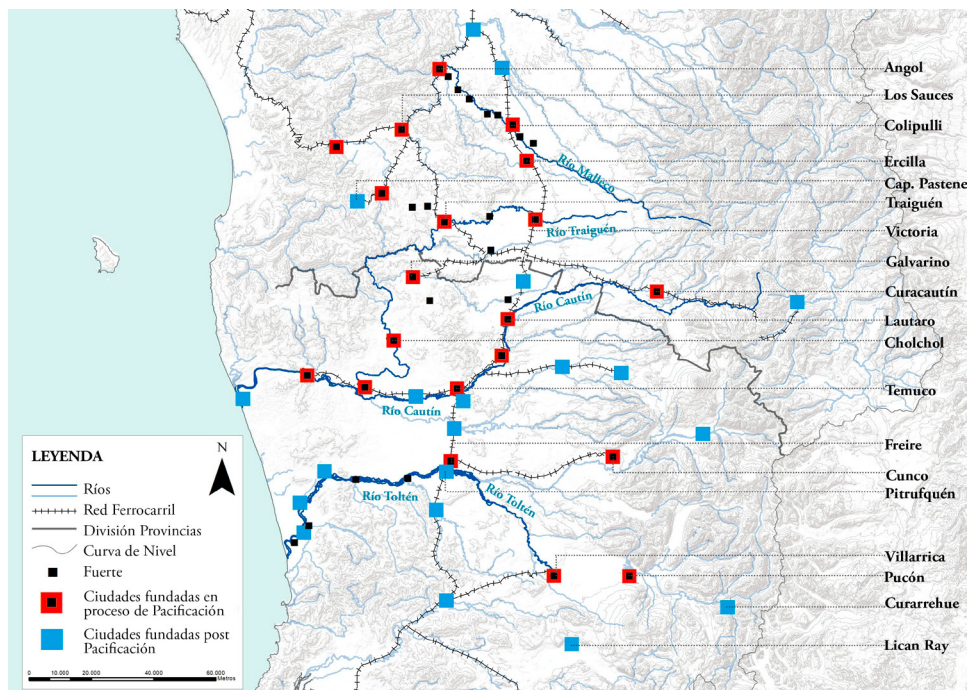 Angol
Los Sauces
Colipulli
Ercilla
Río Malleco
Cap. Pastene
Traiguén
Río Traiguén
Victoria
Galvarino
Curacautín
Río Cautín
Lautaro
Cholchol
Temuco
Río Cautín
Freire
Cunco
Río Toltén
Río Toltén
Pitrufquén
Villarrica
Pucón
Curarrehue
Lican Ray
LEYENDA
N
Ríos
Red Ferrocarril
División Provincias
Curva de Nivel
Fuerte
Ciudades fundadas en
proceso de Pacificación
Ciudades fundadas post
Pacificación
0 10.000 20.000 40.000 60.000
Metros